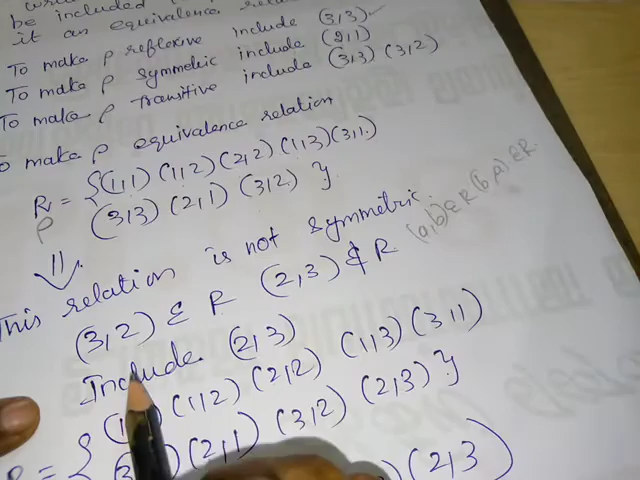 be included
it an equivalence rela
To make ρ reflexive include (3,3)
To make ρ symmetric include (2,1)
To make ρ transitive include (3,3) (3,2)
To make ρ equivalence relation
R = {(1,1) (1,2) (2,2) (1,3) (3,1)
ρ (3,3) (2,1) (3,2) }
This relation is not symmetric. (a,b) ∈ R (b,a) ∈ R.
(3,2) ∈ R (2,3) ∉ R.
Include (2,3)
{ (1,2) (2,2) (1,3) (3,1)
(2,1) (3,2) (2,3) }
(2,3)